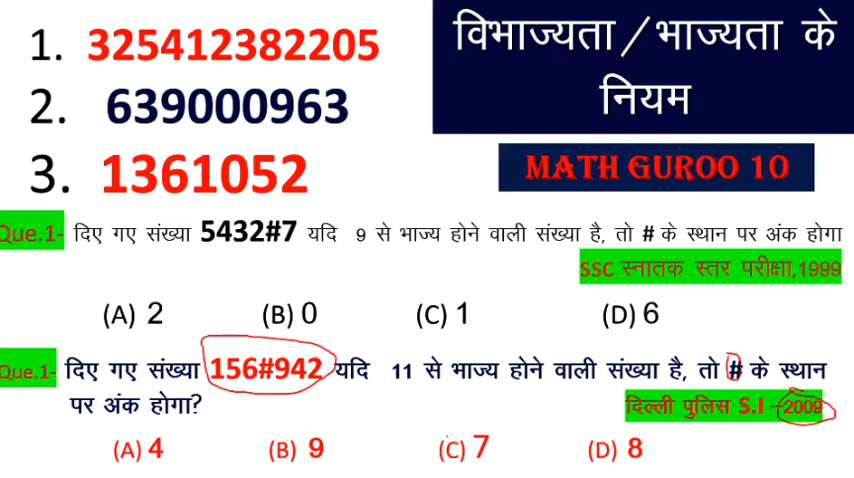 विभाज्यता/भाज्यता के
नियम
MATH GUROO 10
1. 325412382205
2. 639000963
3. 1361052
Que.1- दिए गए संख्या 5432#7 यदि 9 से भाज्य होने वाली संख्या है, तो # के स्थान पर अंक होगा
SSC स्नातक स्तर परीक्षा,1999
(A) 2 (B) 0 (C) 1 (D) 6
Que.1- दिए गए संख्या 156#942 यदि 11 से भाज्य होने वाली संख्या है, तो # के स्थान
पर अंक होगा?
दिल्ली पुलिस S.I –2009
(A) 4 (B) 9 (C) 7 (D) 8